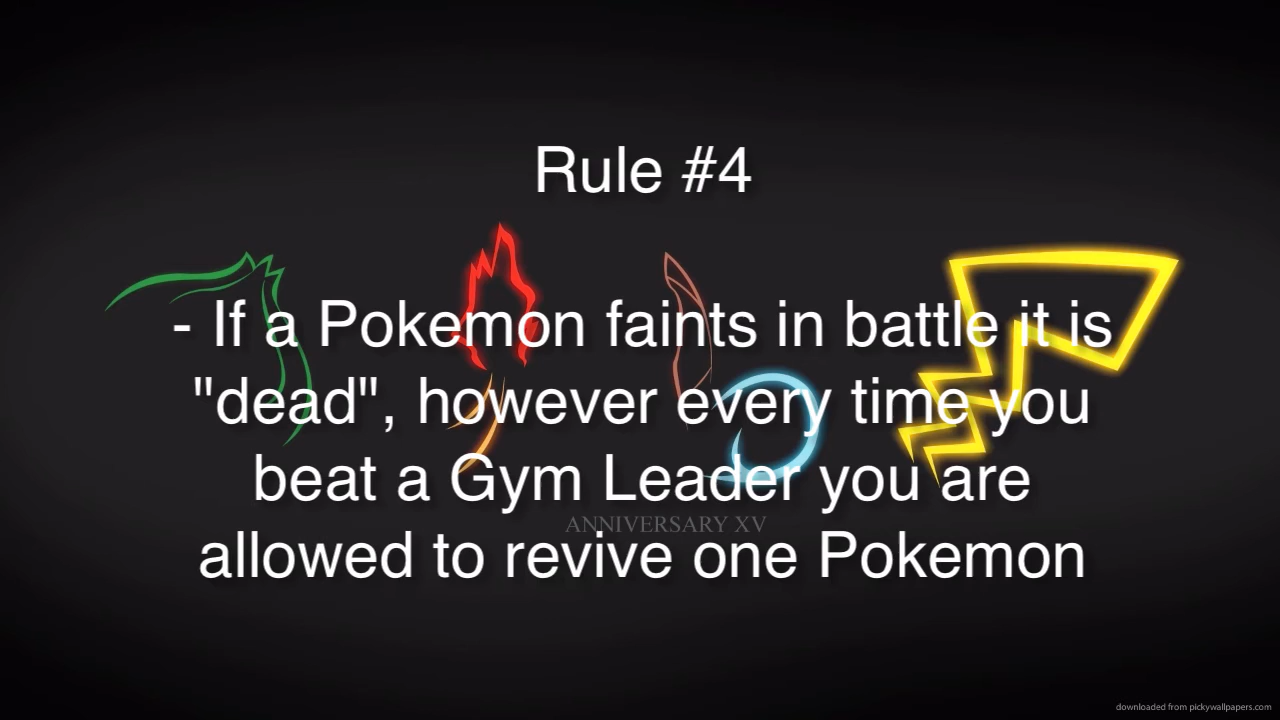 Rule #4
- If a Pokemon faints in battle it is
"dead", however every time you
beat a Gym Leader you are
ANNIVERSARY XV
allowed to revive one Pokemon
downloaded from pickywallpapers.com